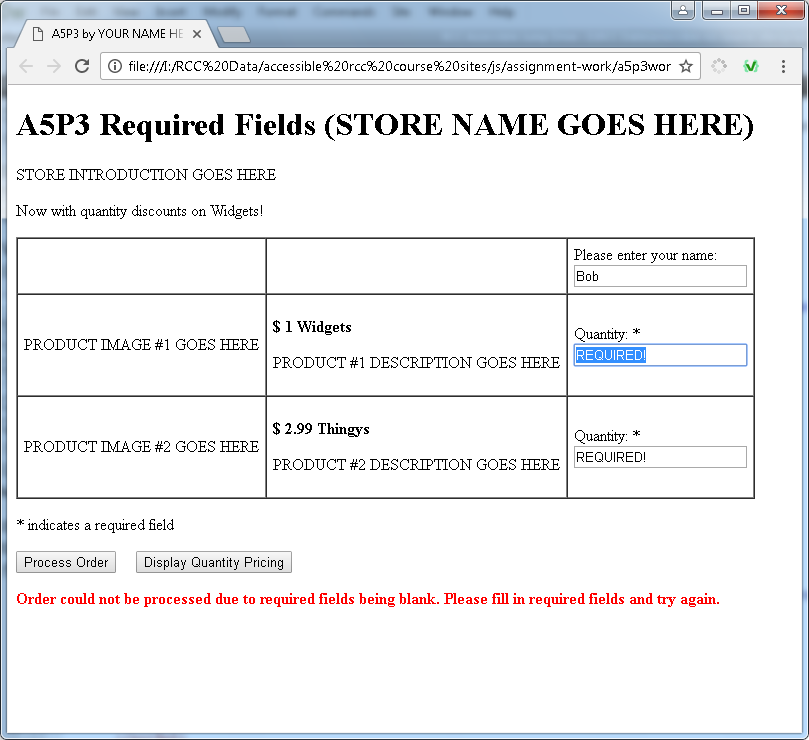 A5P3 by YOUR NAME HE
file:///I:/RCC%20Data/accessible%20rcc%20course%20sites/js/assignment-work/a5p3wor
A5P3 Required Fields (STORE NAME GOES HERE)
STORE INTRODUCTION GOES HERE
Now with quantity discounts on Widgets!
Please enter your name:
Bob
PRODUCT IMAGE #1 GOES HERE
$ 1 Widgets
PRODUCT #1 DESCRIPTION GOES HERE
Quantity: *
REQUIRED!
PRODUCT IMAGE #2 GOES HERE
$ 2.99 Thingys
PRODUCT #2 DESCRIPTION GOES HERE
Quantity: *
REQUIRED!
* indicates a required field
Process Order
Display Quantity Pricing
Order could not be processed due to required fields being blank. Please fill in required fields and try again.